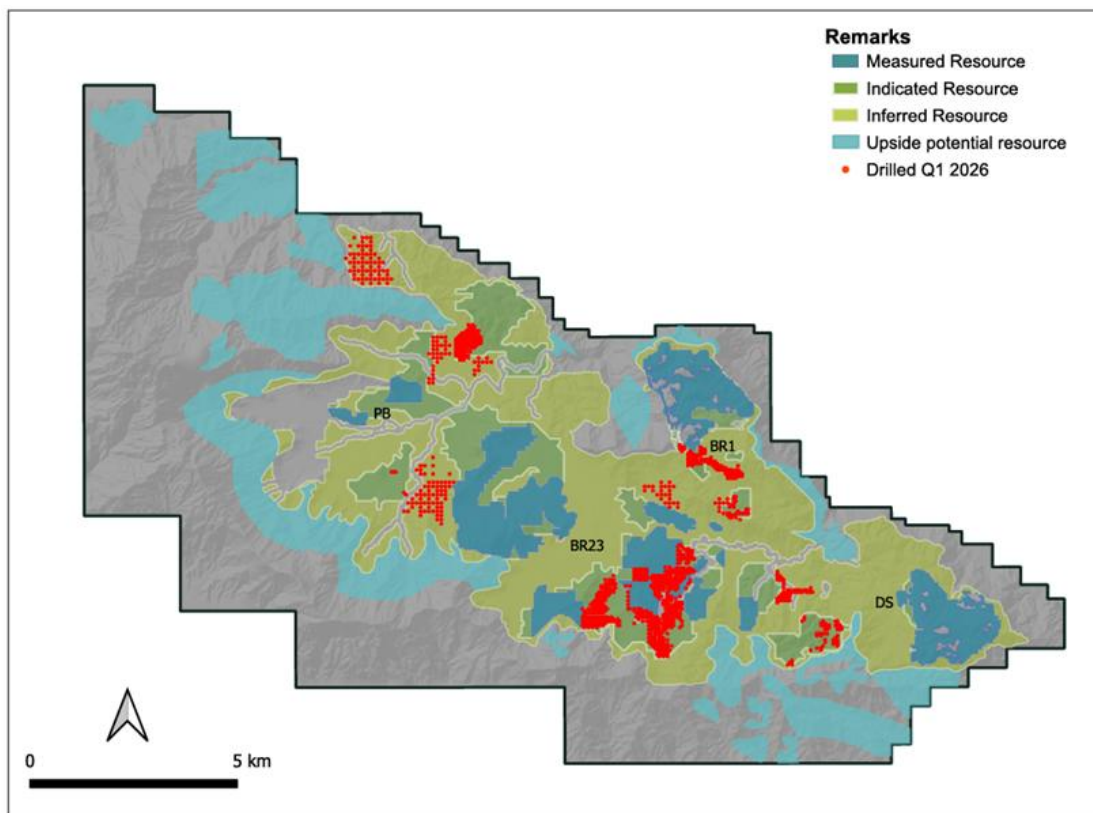 Remarks
Measured Resource
Indicated Resource
Inferred Resource
Upside potential resource
Drilled Q1 2026
PB
BR1
BR23
DS
0 5 km